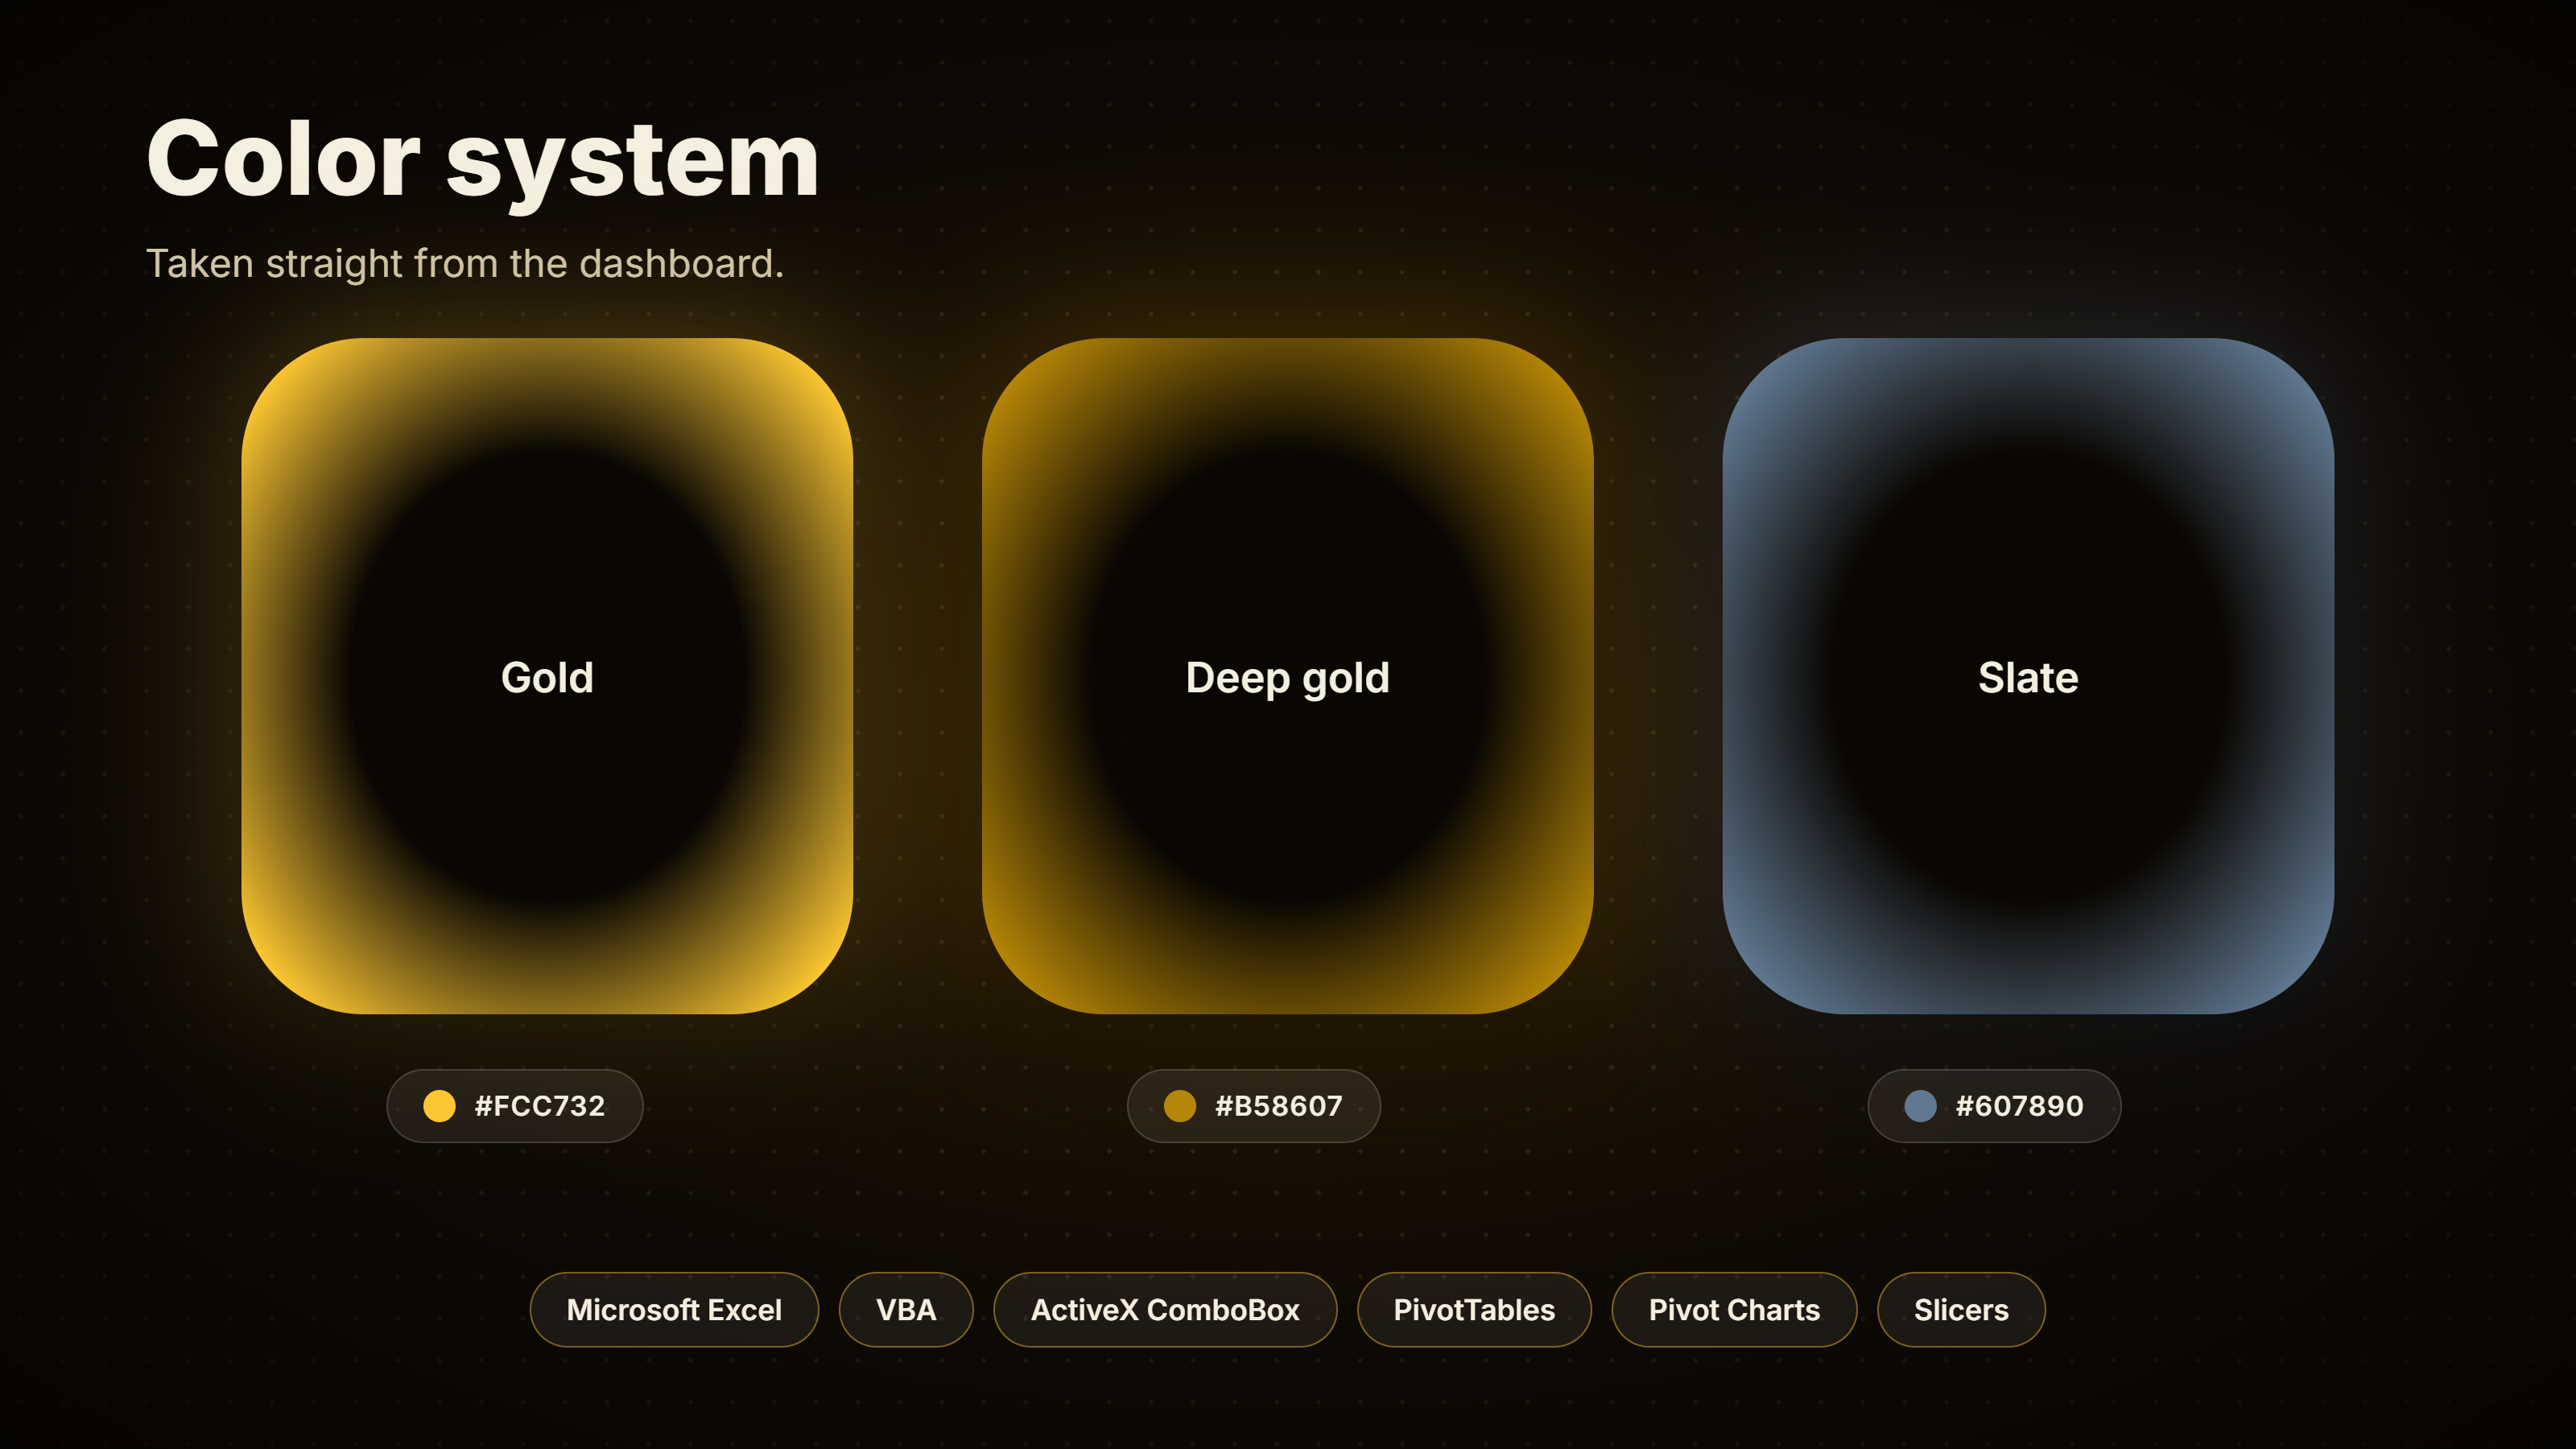 Color system
Taken straight from the dashboard.
Gold
Deep gold
Slate
#FCC732
#B58607
#607890
Microsoft Excel
VBA
ActiveX ComboBox
PivotTables
Pivot Charts
Slicers